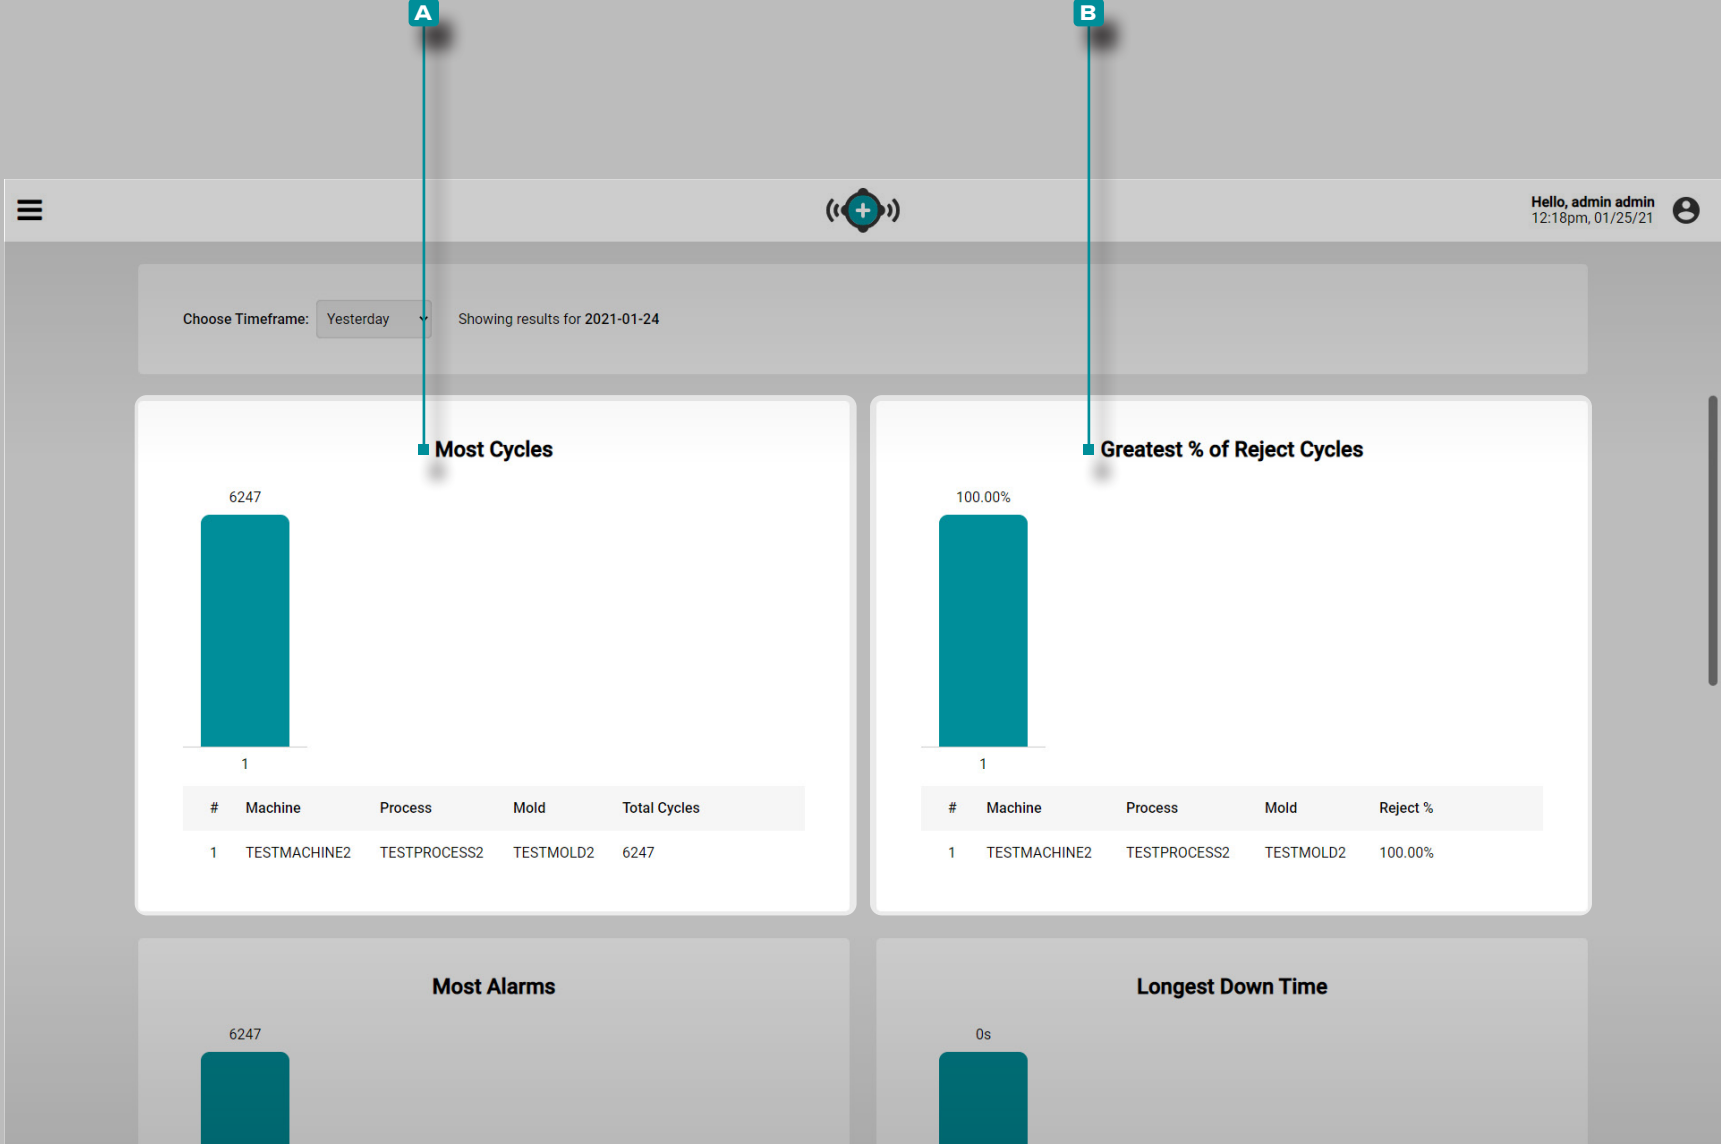 A
B
Hello, admin admin
12:18pm, 01/25/21
Choose Timeframe: Yesterday Showing results for 2021-01-24
Most Cycles
6247
1
# Machine Process Mold Total Cycles
1 TESTMACHINE2 TESTPROCESS2 TESTMOLD2 6247
Greatest % of Reject Cycles
100.00%
1
# Machine Process Mold Reject %
1 TESTMACHINE2 TESTPROCESS2 TESTMOLD2 100.00%
Most Alarms
6247
Longest Down Time
0s